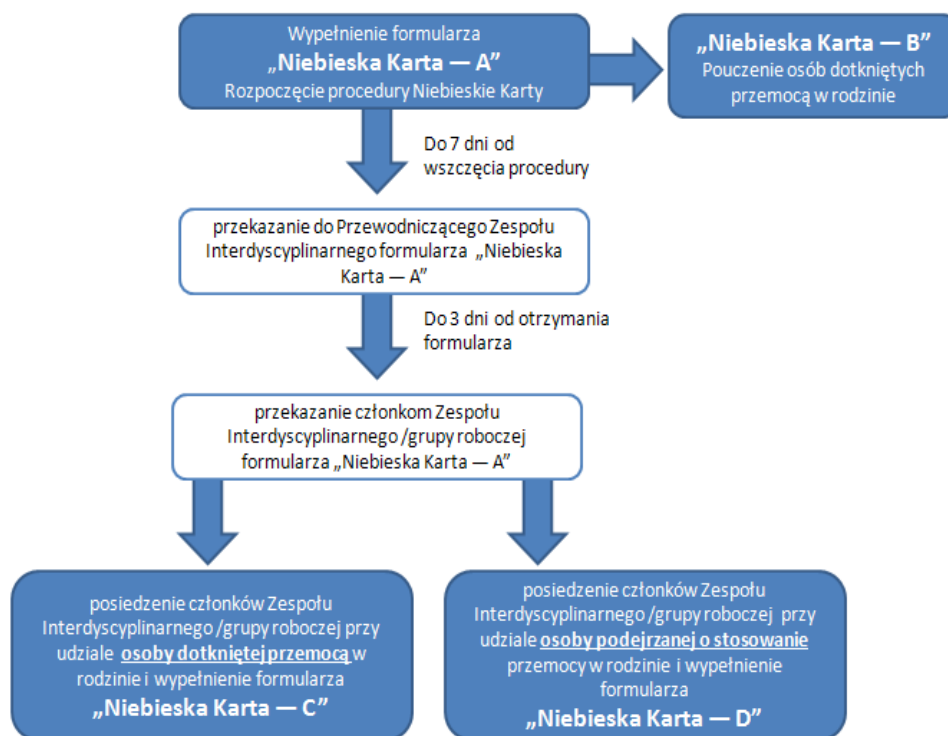 Wypełnienie formularza
„Niebieska Karta — A”
Rozpoczęcie procedury Niebieskie Karty
„Niebieska Karta — B”
Pouczenie osób dotkniętych
przemocą w rodzinie
Do 7 dni od
wszczęcia procedury
przekazanie do Przewodniczącego Zespołu
Interdyscyplinarnego formularza „Niebieska
Karta — A”
Do 3 dni od otrzymania
formularza
przekazanie członkom Zespołu
Interdyscyplinarnego /grupy roboczej
formularza „Niebieska Karta — A”
posiedzenie członków Zespołu
Interdyscyplinarnego /grupy roboczej przy
udziale osoby dotkniętej przemocą w
rodzinie i wypełnienie formularza
„Niebieska Karta — C”
posiedzenie członków Zespołu
Interdyscyplinarnego /grupy roboczej przy
udziale osoby podejrzanej o stosowanie
przemocy w rodzinie i wypełnienie
formularza
„Niebieska Karta — D”